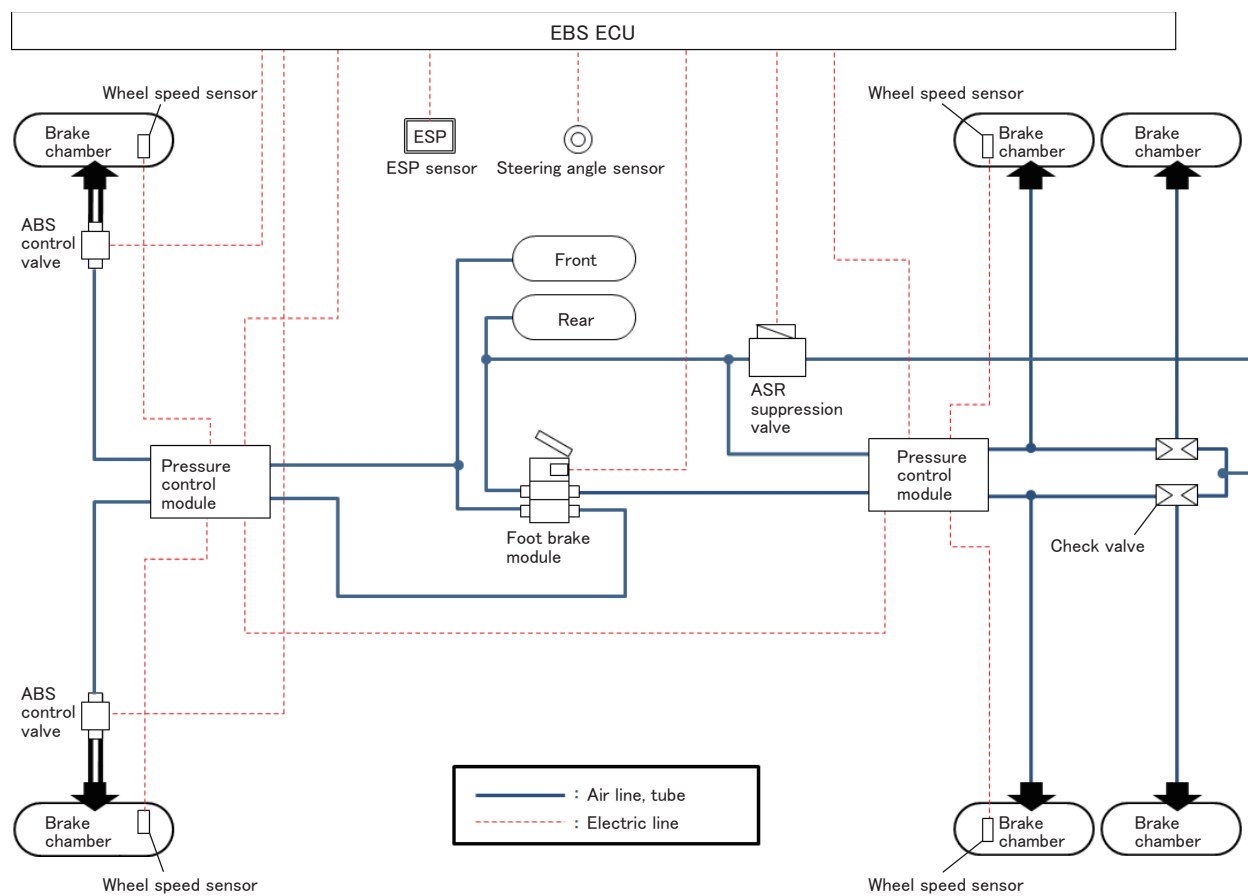 EBS ECU
Wheel speed sensor
Wheel speed sensor
Brake
chamber
ESP
ESP sensor
Steering angle sensor
Brake
chamber
Brake
chamber
ABS
control
valve
Front
Rear
ASR
suppression
valve
Pressure
control
module
Pressure
control
module
Foot brake
module
Check valve
ABS
control
valve
: Air line, tube
: Electric line
Brake
chamber
Brake
chamber
Brake
chamber
Wheel speed sensor
Wheel speed sensor